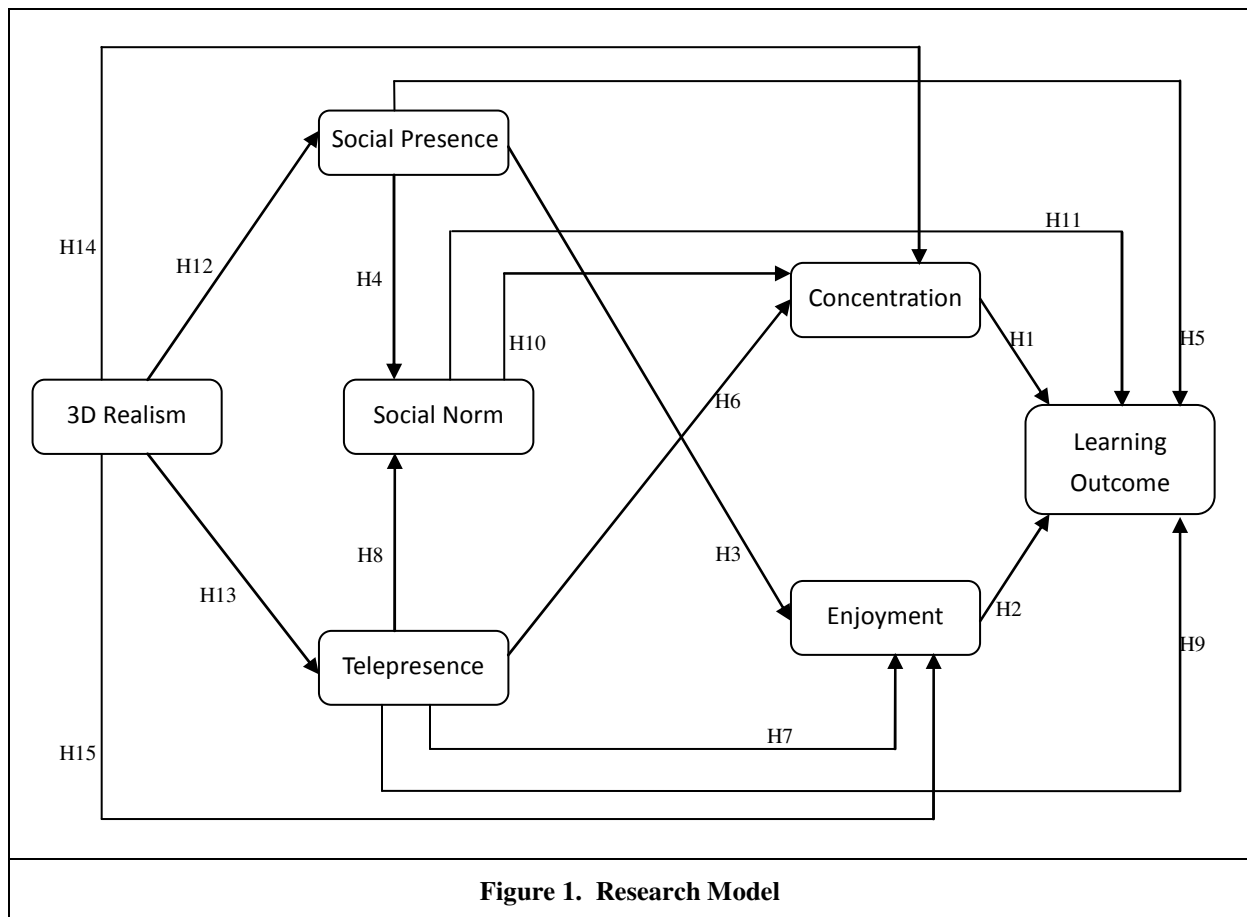 Social Presence
H14
H12
H4
H11
H10
Concentration
H1
H5
3D Realism
Social Norm
H6
Learning
Outcome
H13
H8
H3
Enjoyment
H2
Telepresence
H9
H15
H7
Figure 1. Research Model